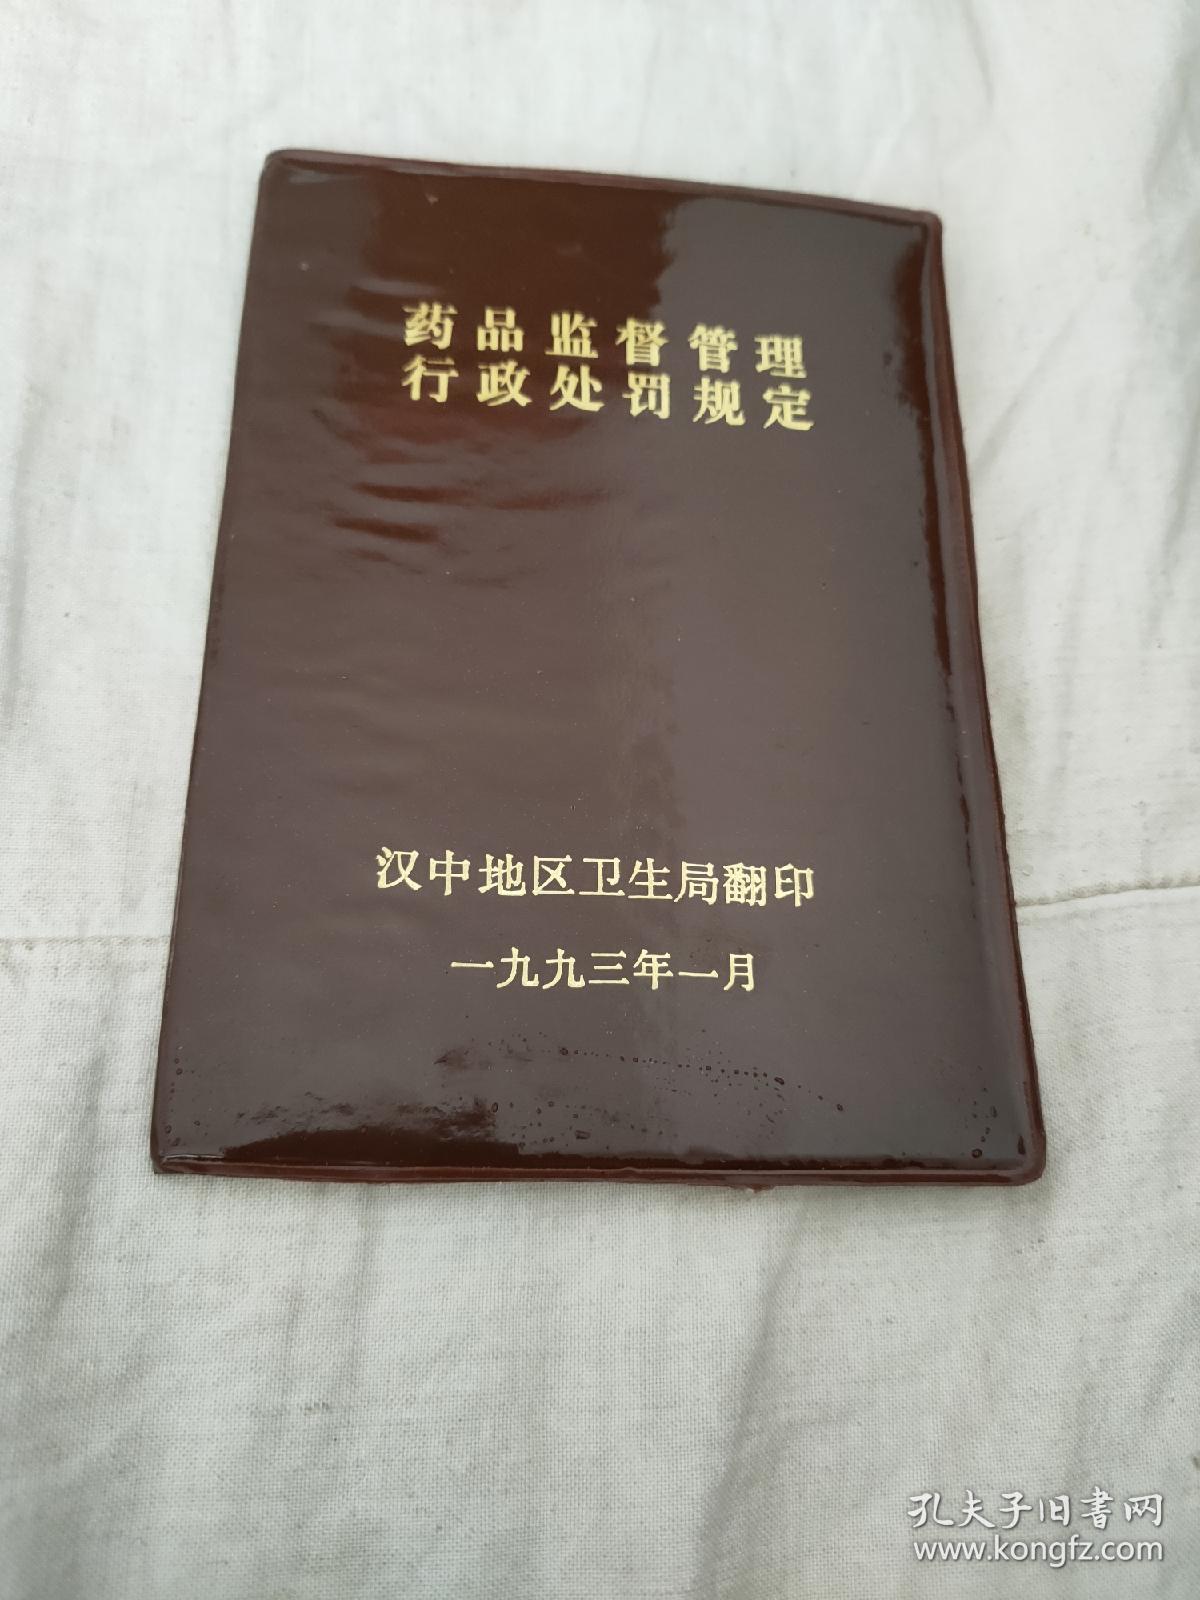 药品监督管理
行政处罚规定
汉中地区卫生局翻印
一九九三年一月
孔夫子旧书网
www.kongfz.com